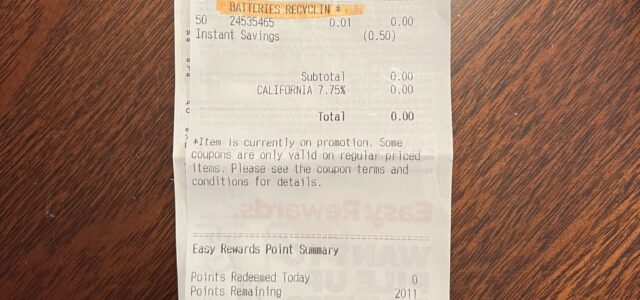 BATTERIES RECYCLIN *
50 24535465 0.01 0.00
Instant Savings (0.50)
Subtotal 0.00
CALIFORNIA 7.75% 0.00
Total 0.00
*Item is currently on promotion. Some
coupons are only valid on regular priced
items. Please see the coupon terms and
conditions for details.
Easy Rewards Point Summary
Points Redeemed Today 0
Points Remaining 2011